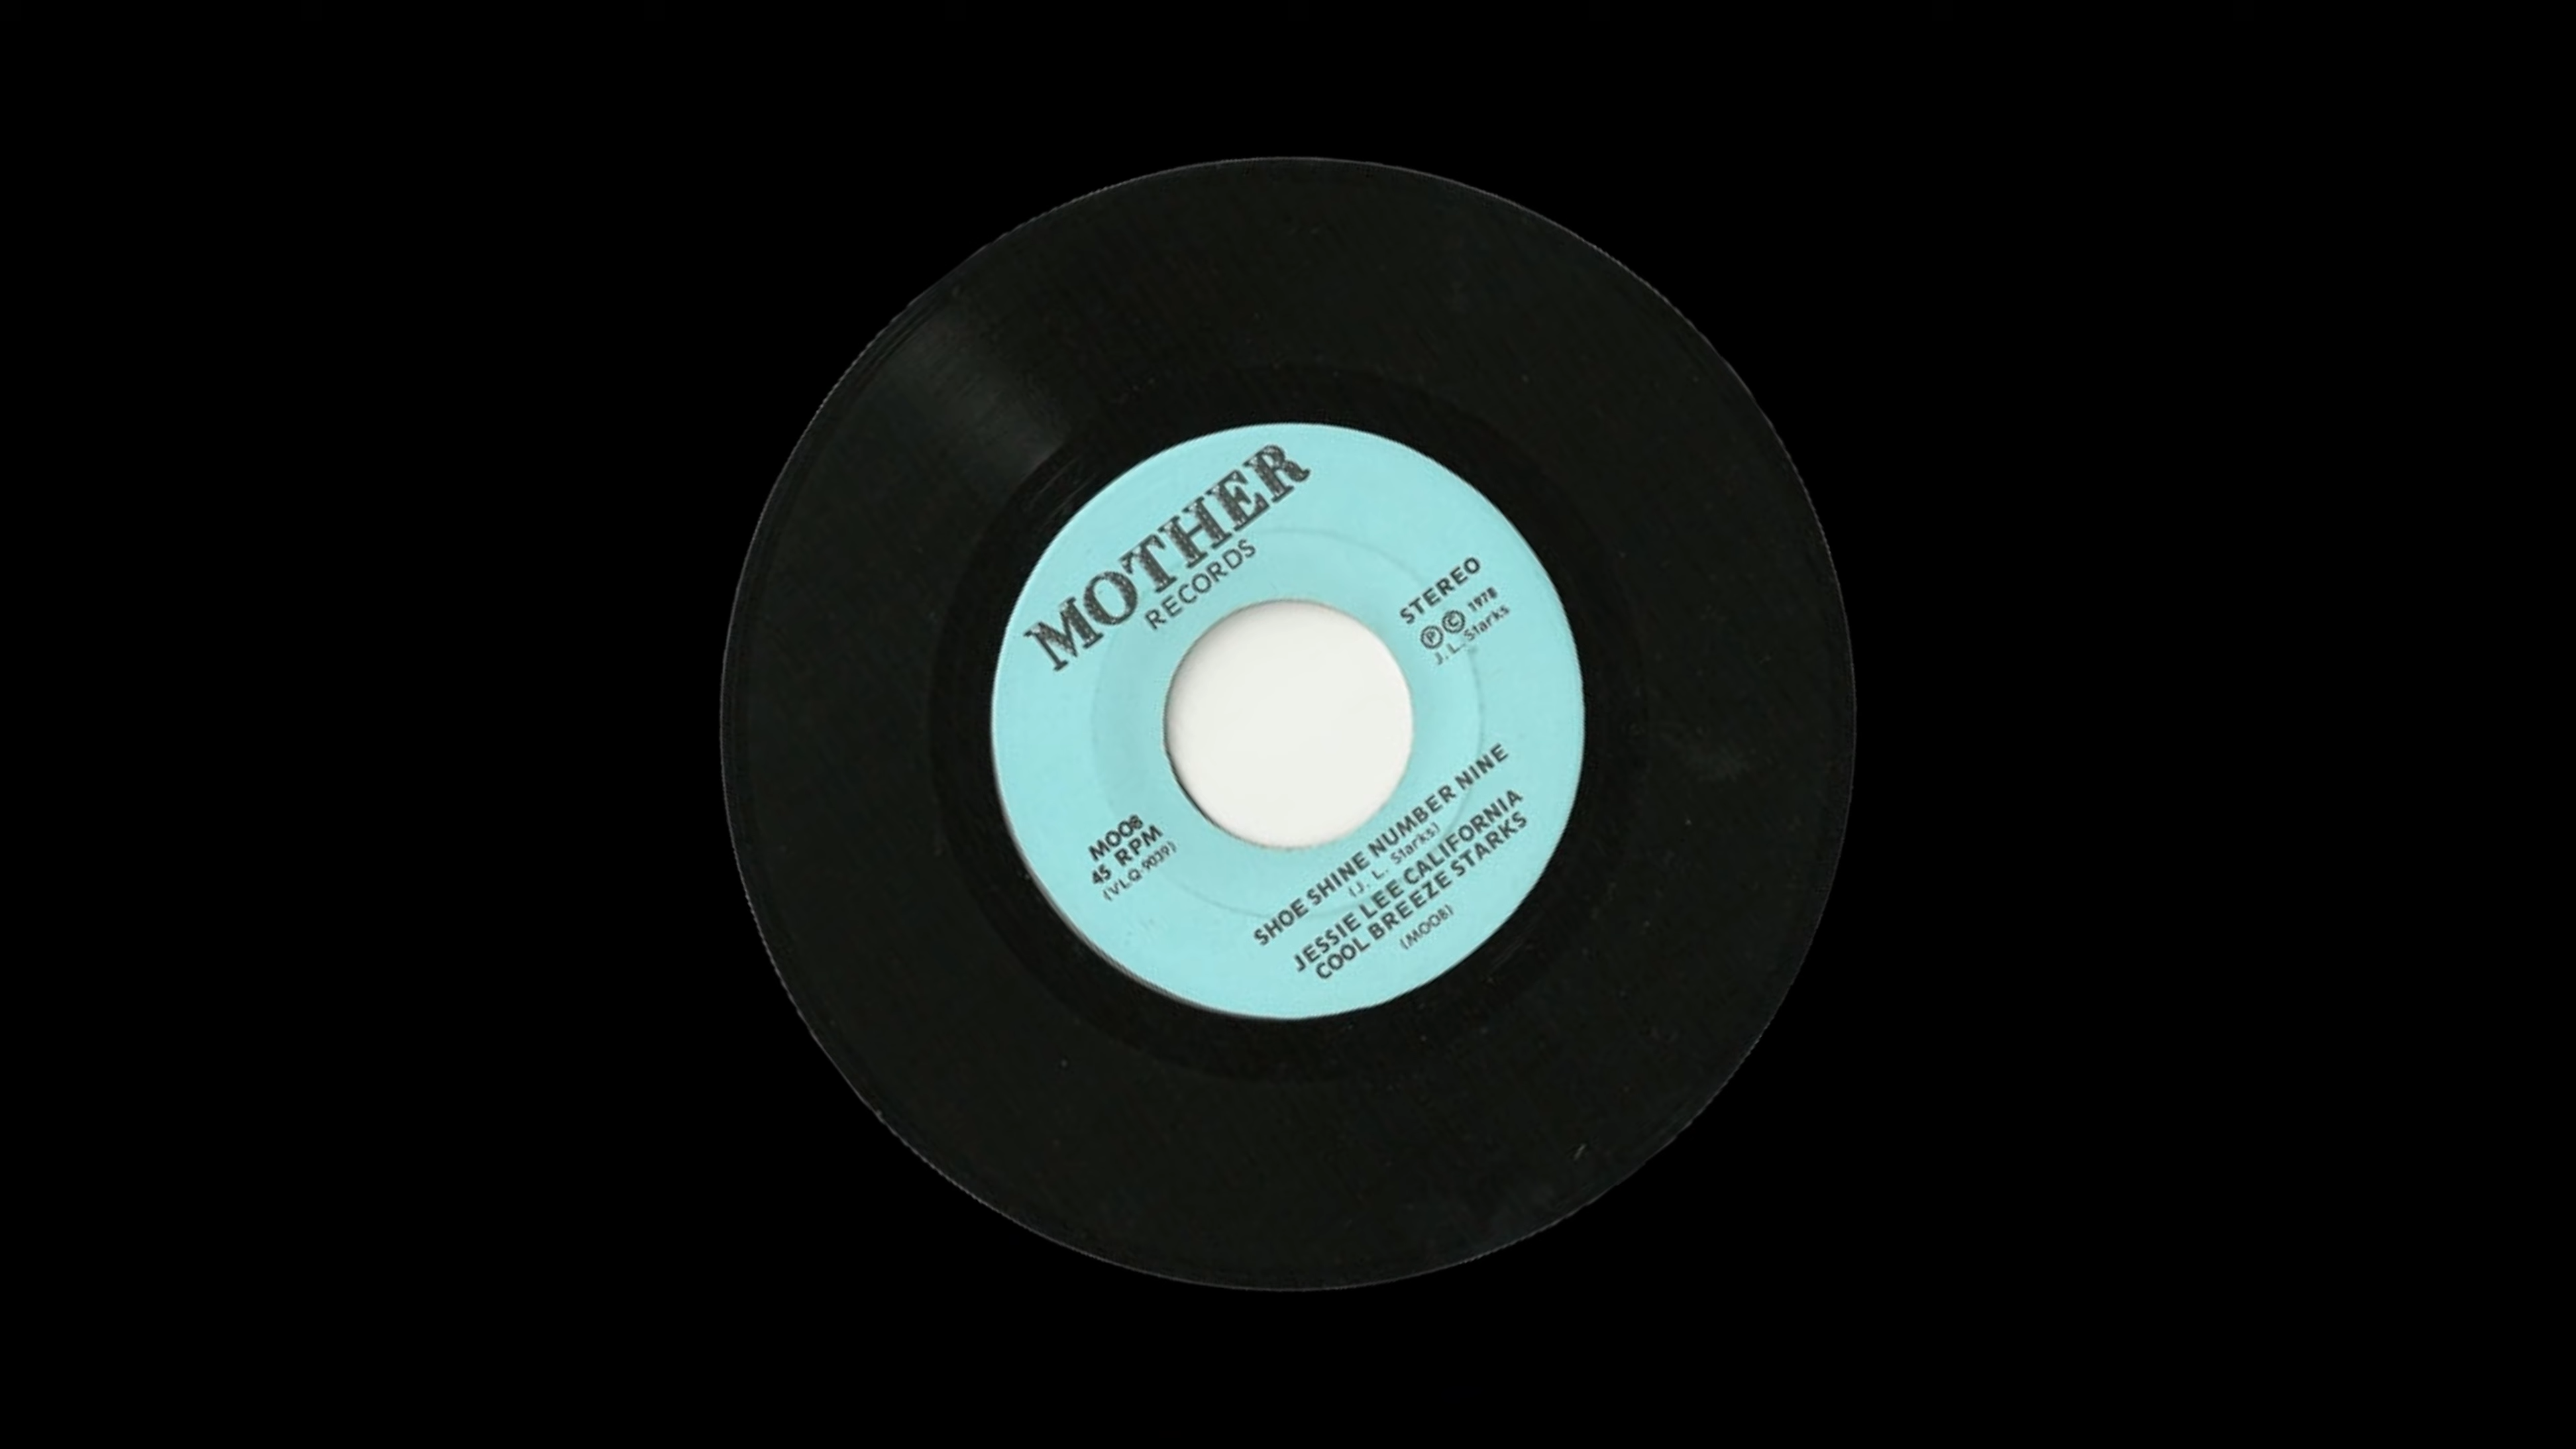 MOTHER
RECORDS
STEREO
Ⓟ © 1978
J. L. Starks
MOO8
45 RPM
(VLQ-9039)
SHOE SHINE NUMBER NINE
(J. L. Starks)
JESSIE LEE CALIFORNIA
COOL BREEZE STARKS
(MOO8)